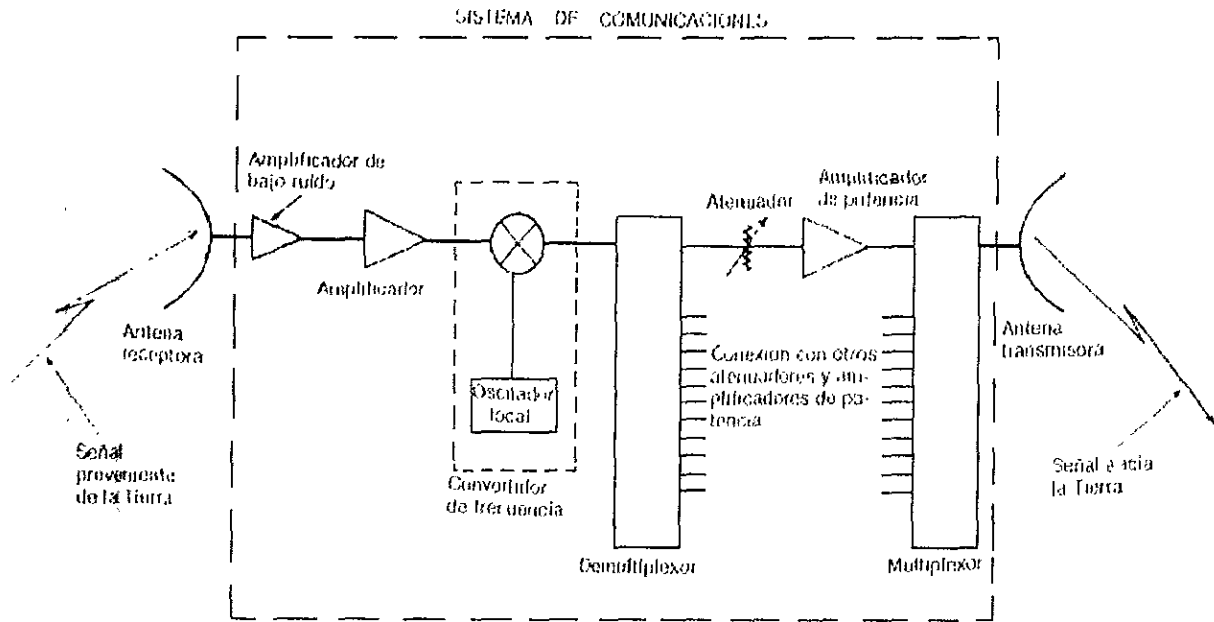 SISTEMA DE COMUNICACIONES
Amplificador de
bajo ruido
Amplificador
Atenuador
Amplificador
de potencia
Antena
receptora
Oscilador
local
Conexion con otros
atenuadores y am-
plificadores de po-
tencia
Antena
transmisora
Señal
proveniente
de la Tierra
Convertidor
de frecuencia
Señal hacia
la Tierra
Demultiplexor
Multiplexor